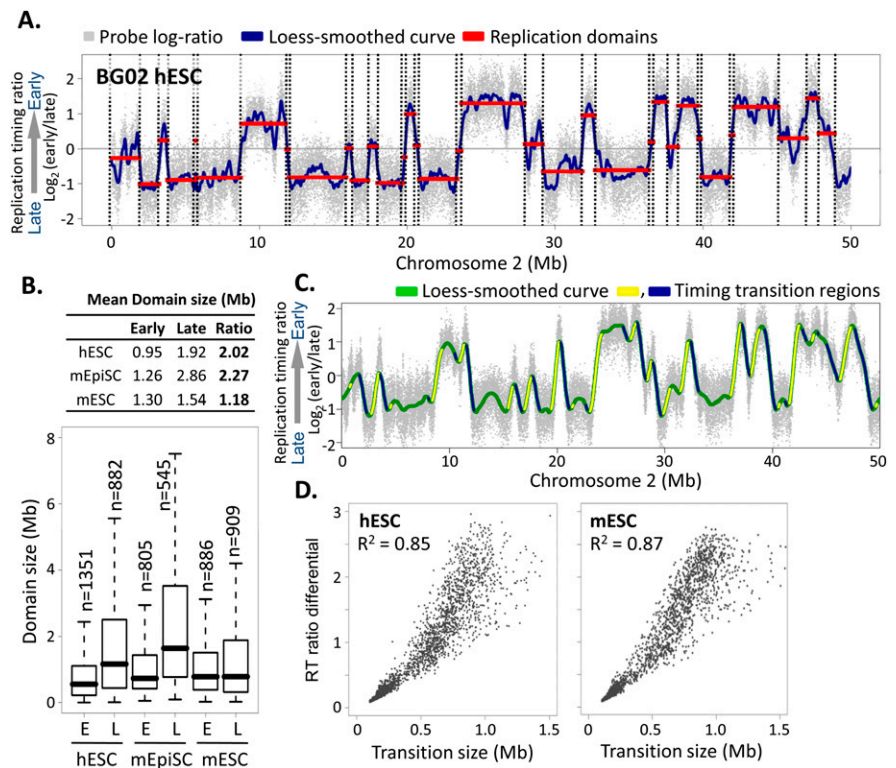 A.
Probe log-ratio Loess-smoothed curve Replication domains
BG02 hESC
Replication timing ratio
Log2 (early/late)
Late Early
2
1
0
-1
-2
0 10 20 30 40 50
Chromosome 2 (Mb)
B.
Mean Domain size (Mb)
Early Late Ratio
hESC 0.95 1.92 2.02
mEpiSC 1.26 2.86 2.27
mESC 1.30 1.54 1.18
Domain size (Mb)
8
6
4
2
0
n=1351 n=882 n=805 n=545 n=886 n=909
E L E L E L
hESC mEpiSC mESC
C.
Loess-smoothed curve , Timing transition regions
Replication timing ratio
Log2 (early/late)
Late Early
2
1
0
-1
-2
0 10 20 30 40 50
Chromosome 2 (Mb)
D.
RT ratio differential
3
2
1
0
hESC
R² = 0.85
0 0.5 1.0 1.5
Transition size (Mb)
mESC
R² = 0.87
0 0.5 1.0 1.5
Transition size (Mb)